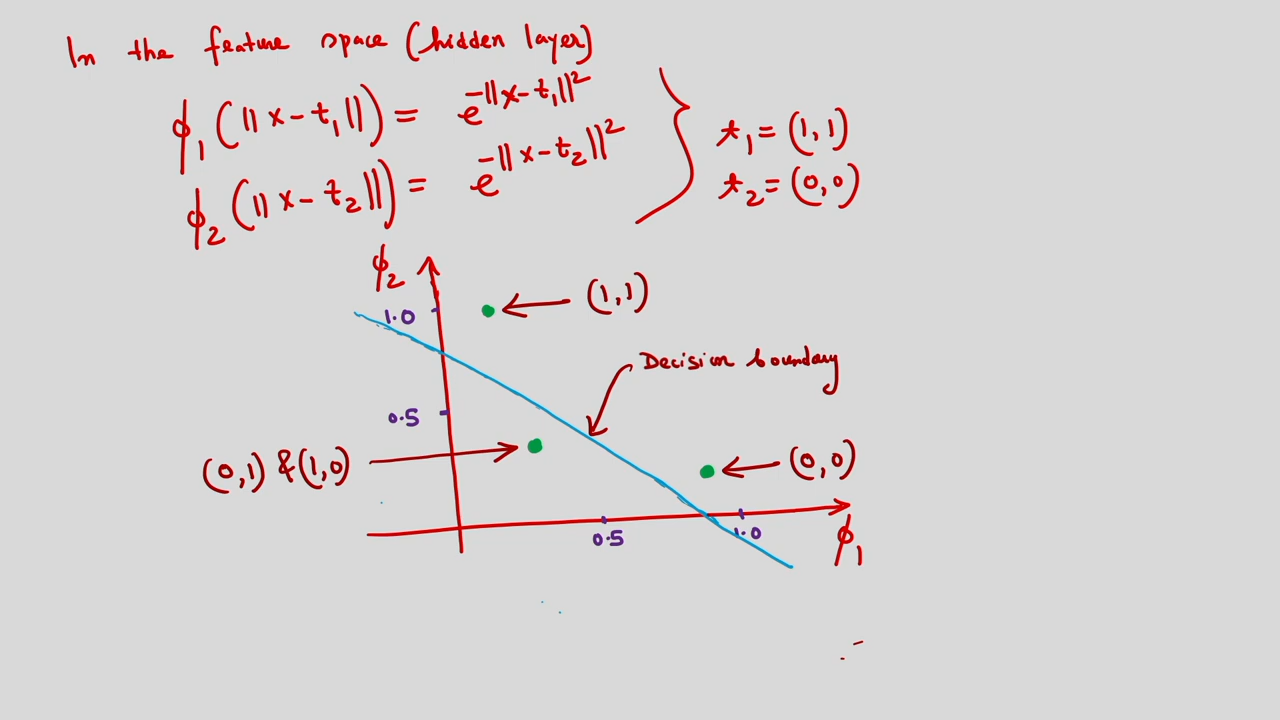 In the feature space (hidden layer)
ϕ₁(||x-t₁||) = e^{-||x-t₁||²}
ϕ₂(||x-t₂||) = e^{-||x-t₂||²}
t₁ = (1,1)
t₂ = (0,0)
ϕ₂
(1,1)
1.0
Decision boundary
0.5
(0,1) & (1,0)
(0,0)
0.5
1.0
ϕ₁